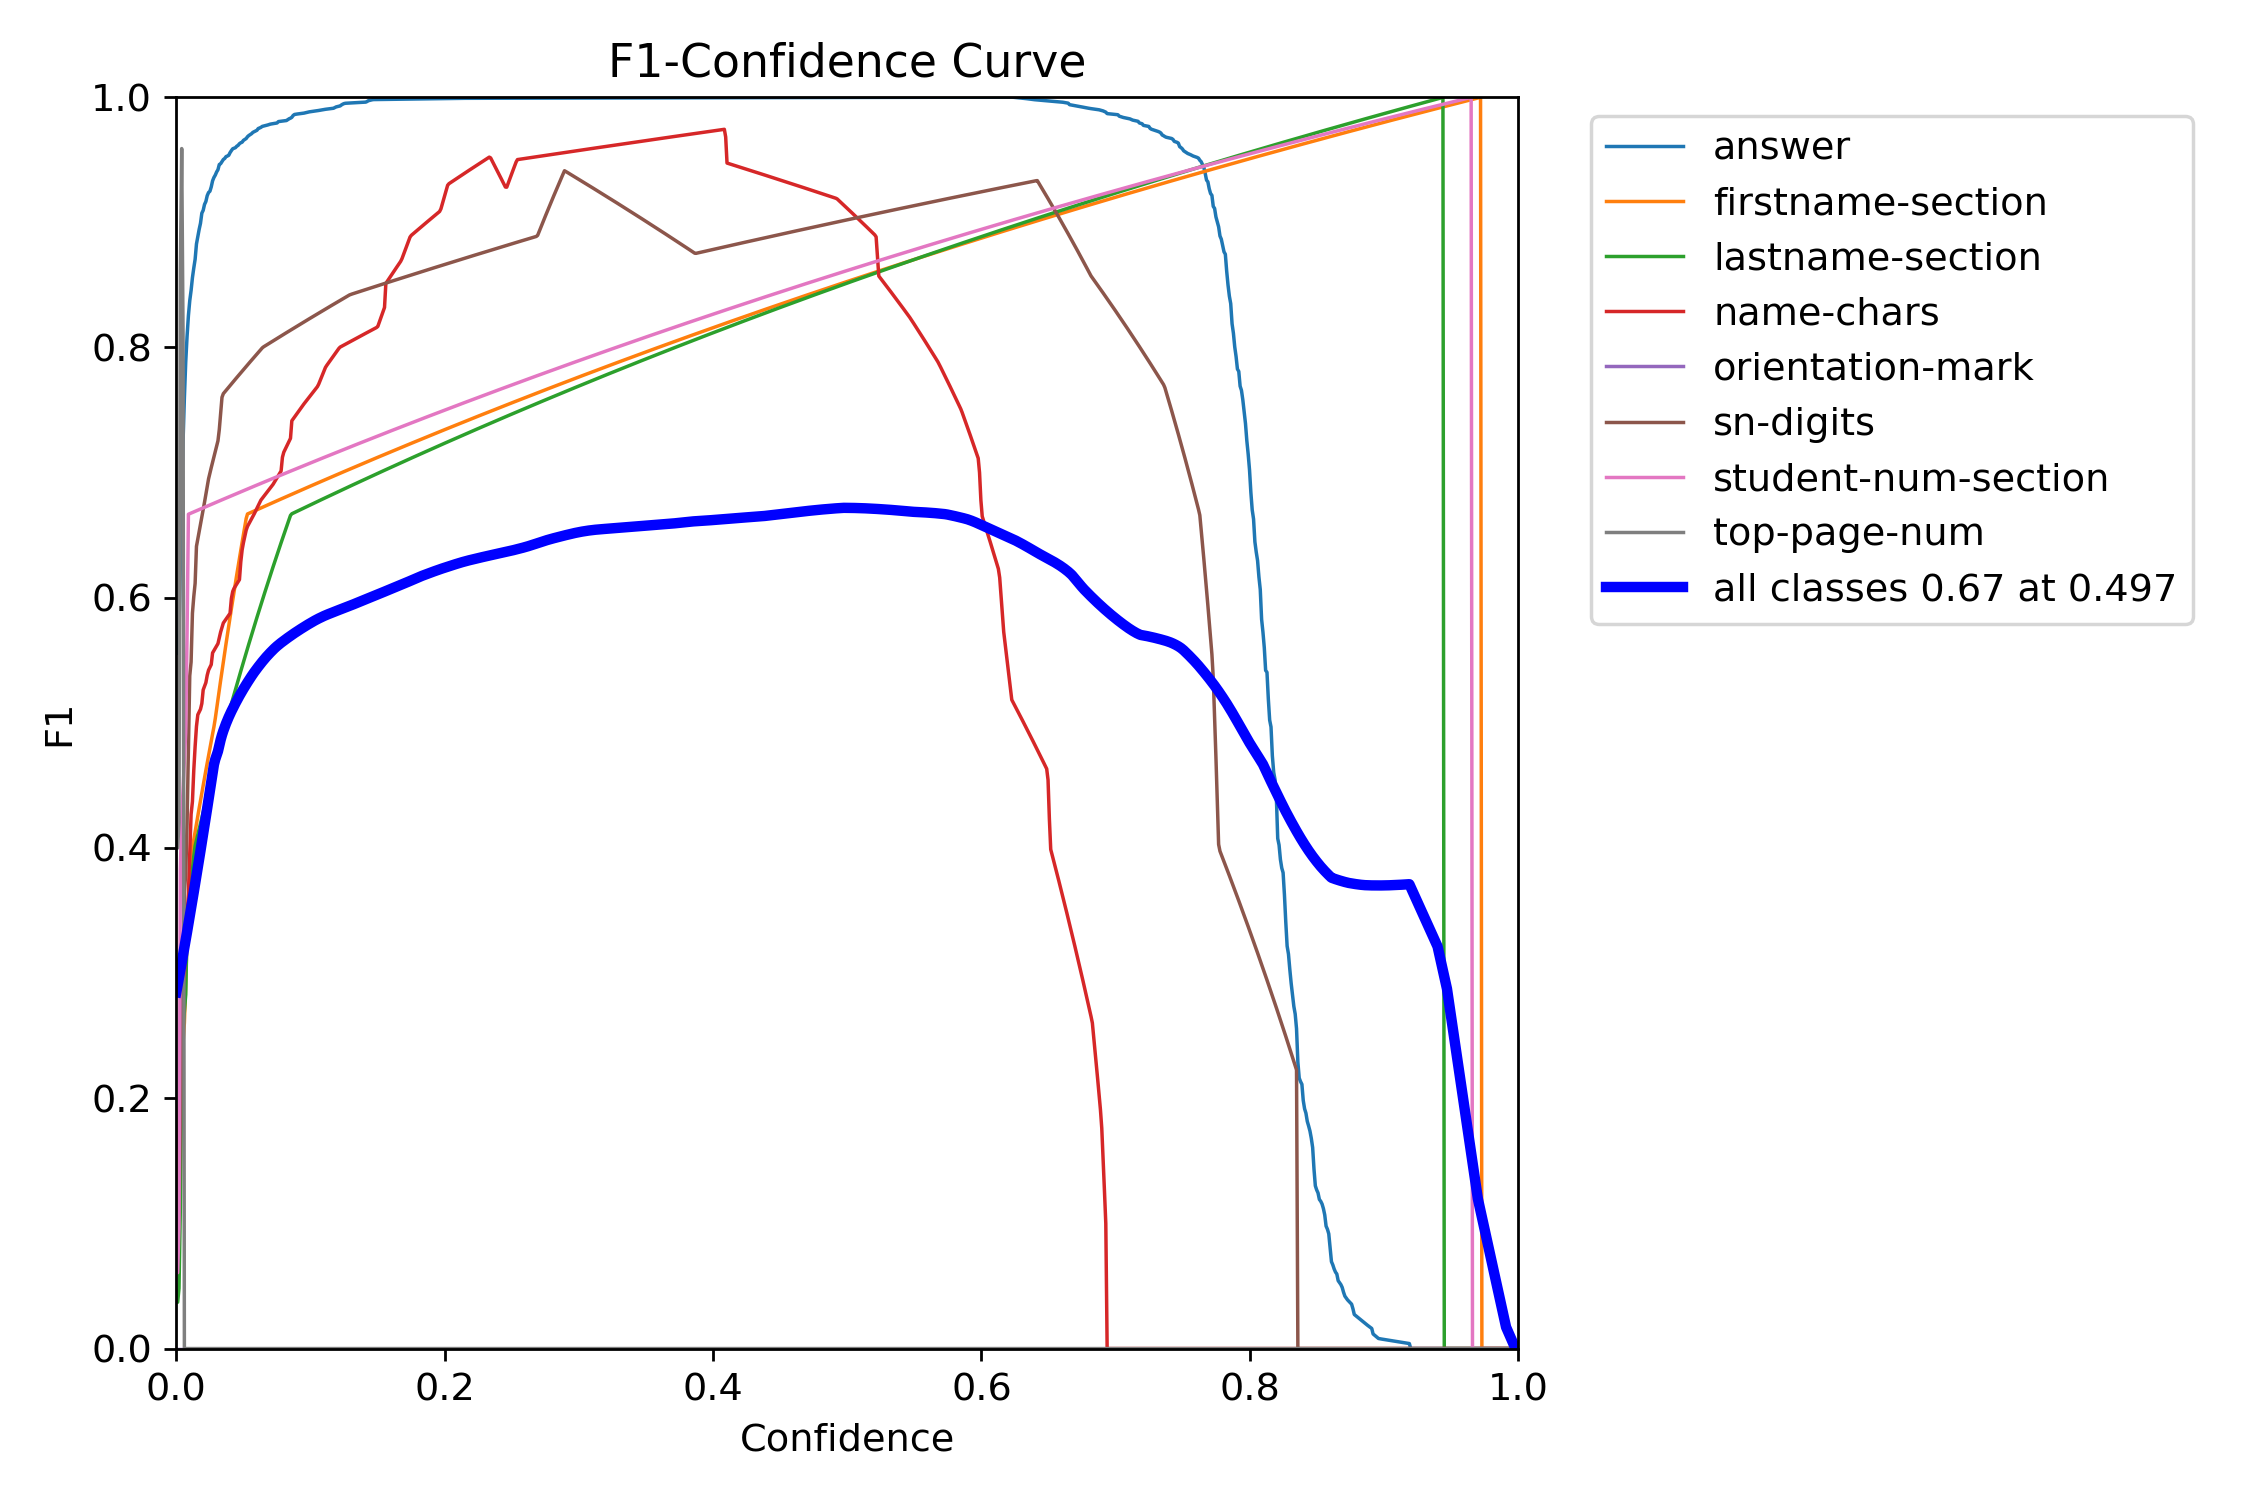 F1-Confidence Curve
1.0
0.8
0.6
0.4
0.2
0.0
F1
0.0 0.2 0.4 0.6 0.8 1.0
Confidence
answer
firstname-section
lastname-section
name-chars
orientation-mark
sn-digits
student-num-section
top-page-num
all classes 0.67 at 0.497